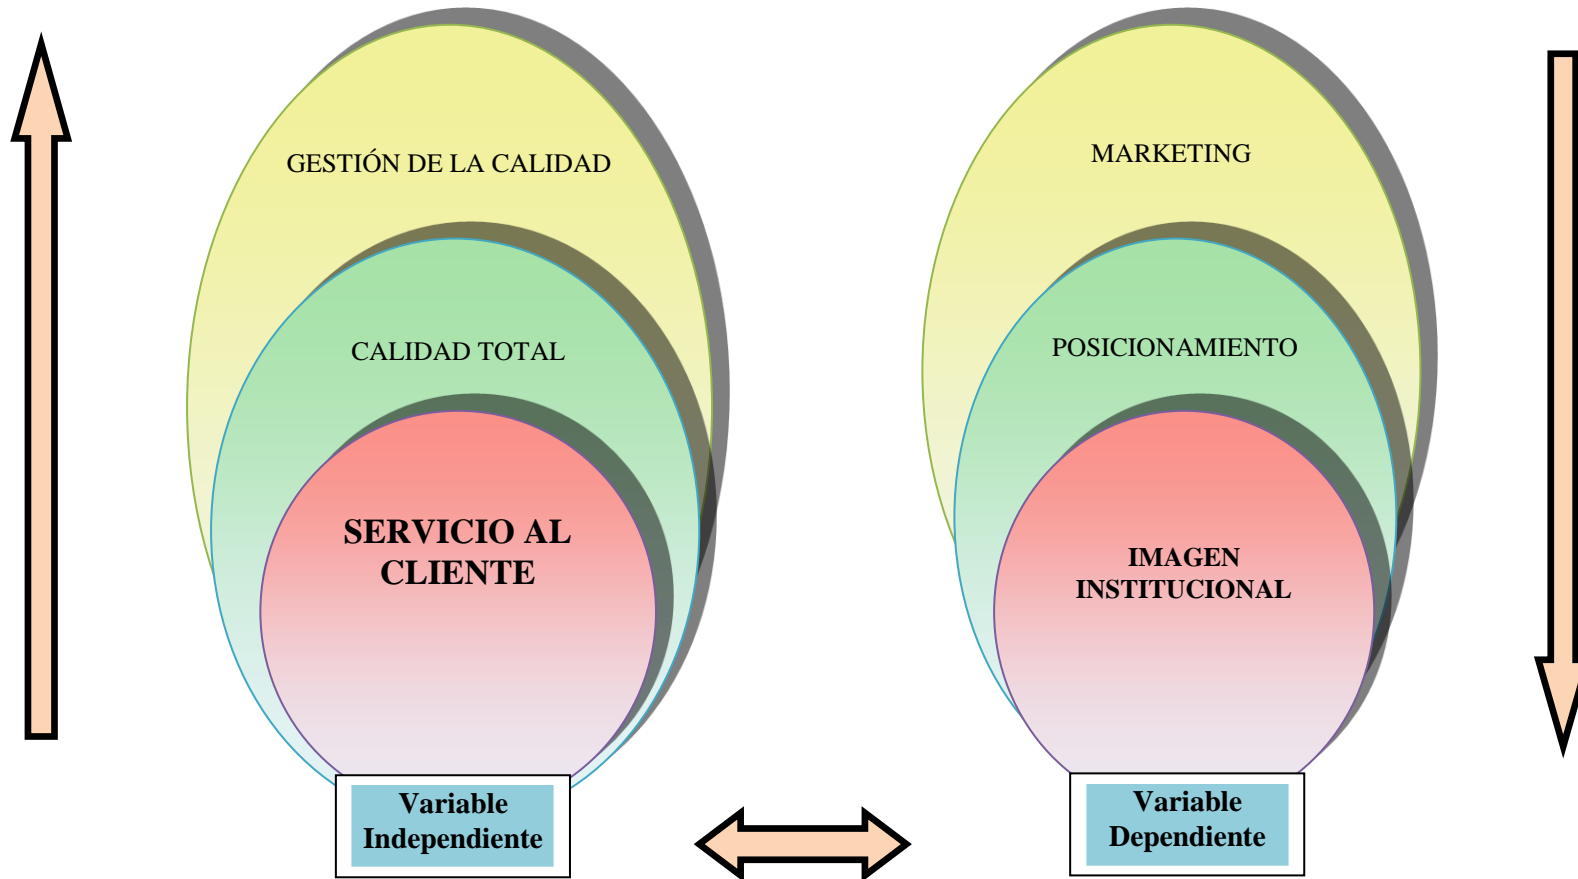 GESTIÓN DE LA CALIDAD
CALIDAD TOTAL
SERVICIO AL
CLIENTE
Variable
Independiente
MARKETING
POSICIONAMIENTO
IMAGEN
INSTITUCIONAL
Variable
Dependiente